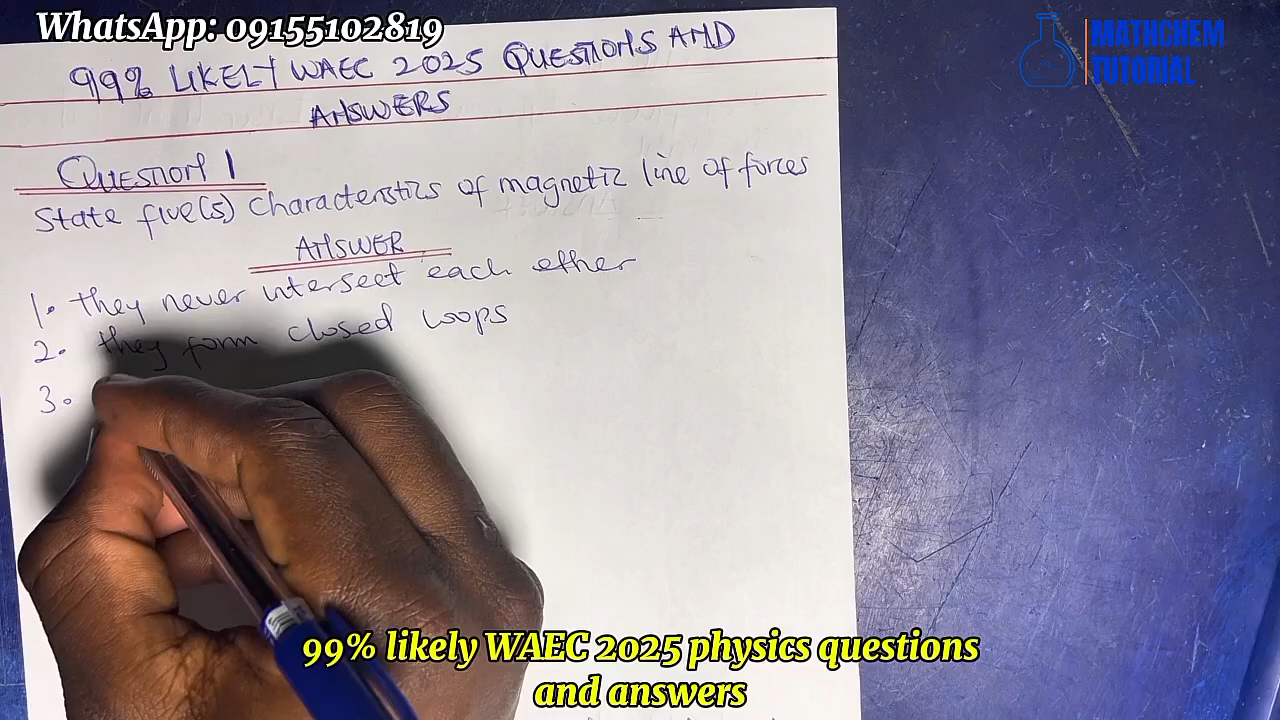 WhatsApp: 09155102819
MATHCHEM
TUTORIAL
99% LIKELY WAEC 2025 QUESTIONS AND
ANSWERS
QUESTION 1
State five(5) characteristics of magnetic line of forces
ANSWER
1. they never intersect each other
2. they form closed loops
3.
99% likely WAEC 2025 physics questions
and answers